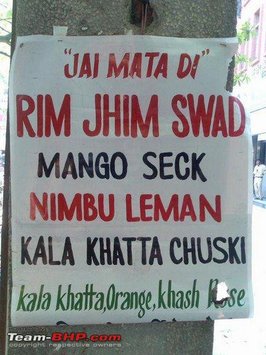 "JAI MATA DI"
RIM JHIM SWAD
MANGO SECK
NIMBU LEMAN
KALA KHATTA CHUSKI
kala khatta,Orange,khash Rose
Team-BHP.com
copyright respective owners